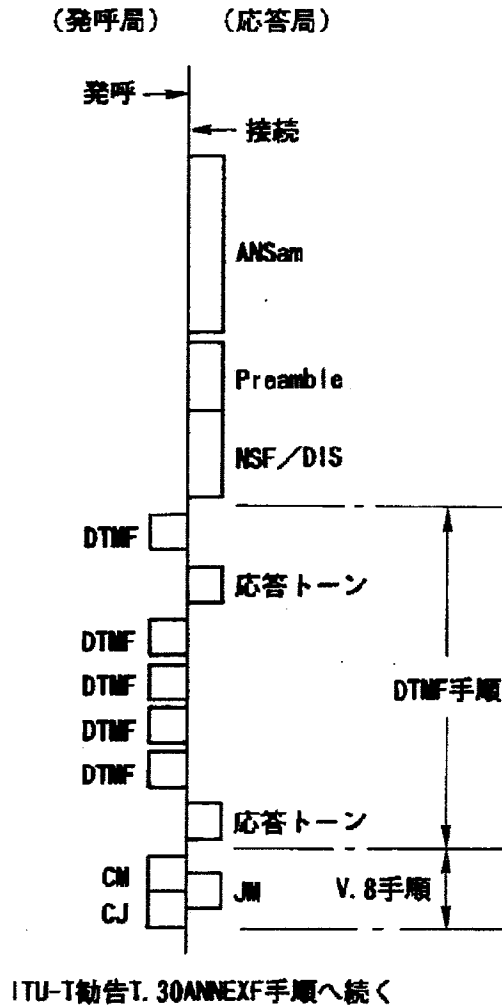 （発呼局） （応答局）
発呼
接続
ANSam
Preamble
NSF／DIS
DTMF
応答トーン
DTMF
DTMF
DTMF手順
DTMF
DTMF
応答トーン
CM
JM V.8手順
CJ
ITU-T勧告T.30ANNEXF手順へ続く